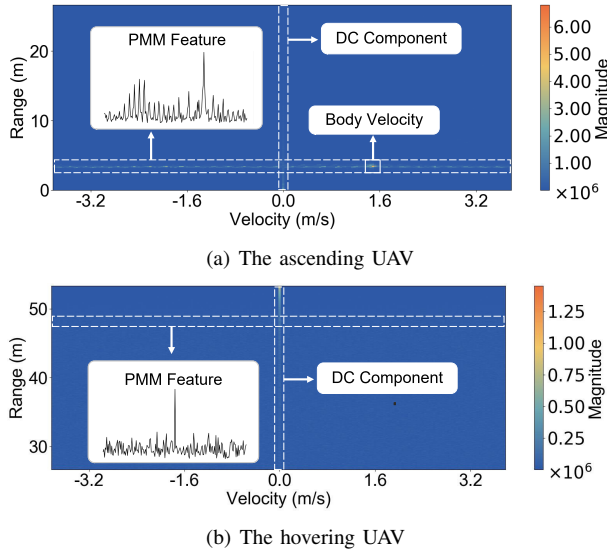 PMM Feature
DC Component
Body Velocity
Range (m)
20
10
0
-3.2 -1.6 0.0 1.6 3.2
Velocity (m/s)
6.00
5.00
4.00
3.00
2.00
1.00
×10⁶
Magnitude
(a) The ascending UAV
PMM Feature
DC Component
Range (m)
50
40
30
-3.2 -1.6 0.0 1.6 3.2
Velocity (m/s)
1.25
1.00
0.75
0.50
0.25
×10⁶
Magnitude
(b) The hovering UAV